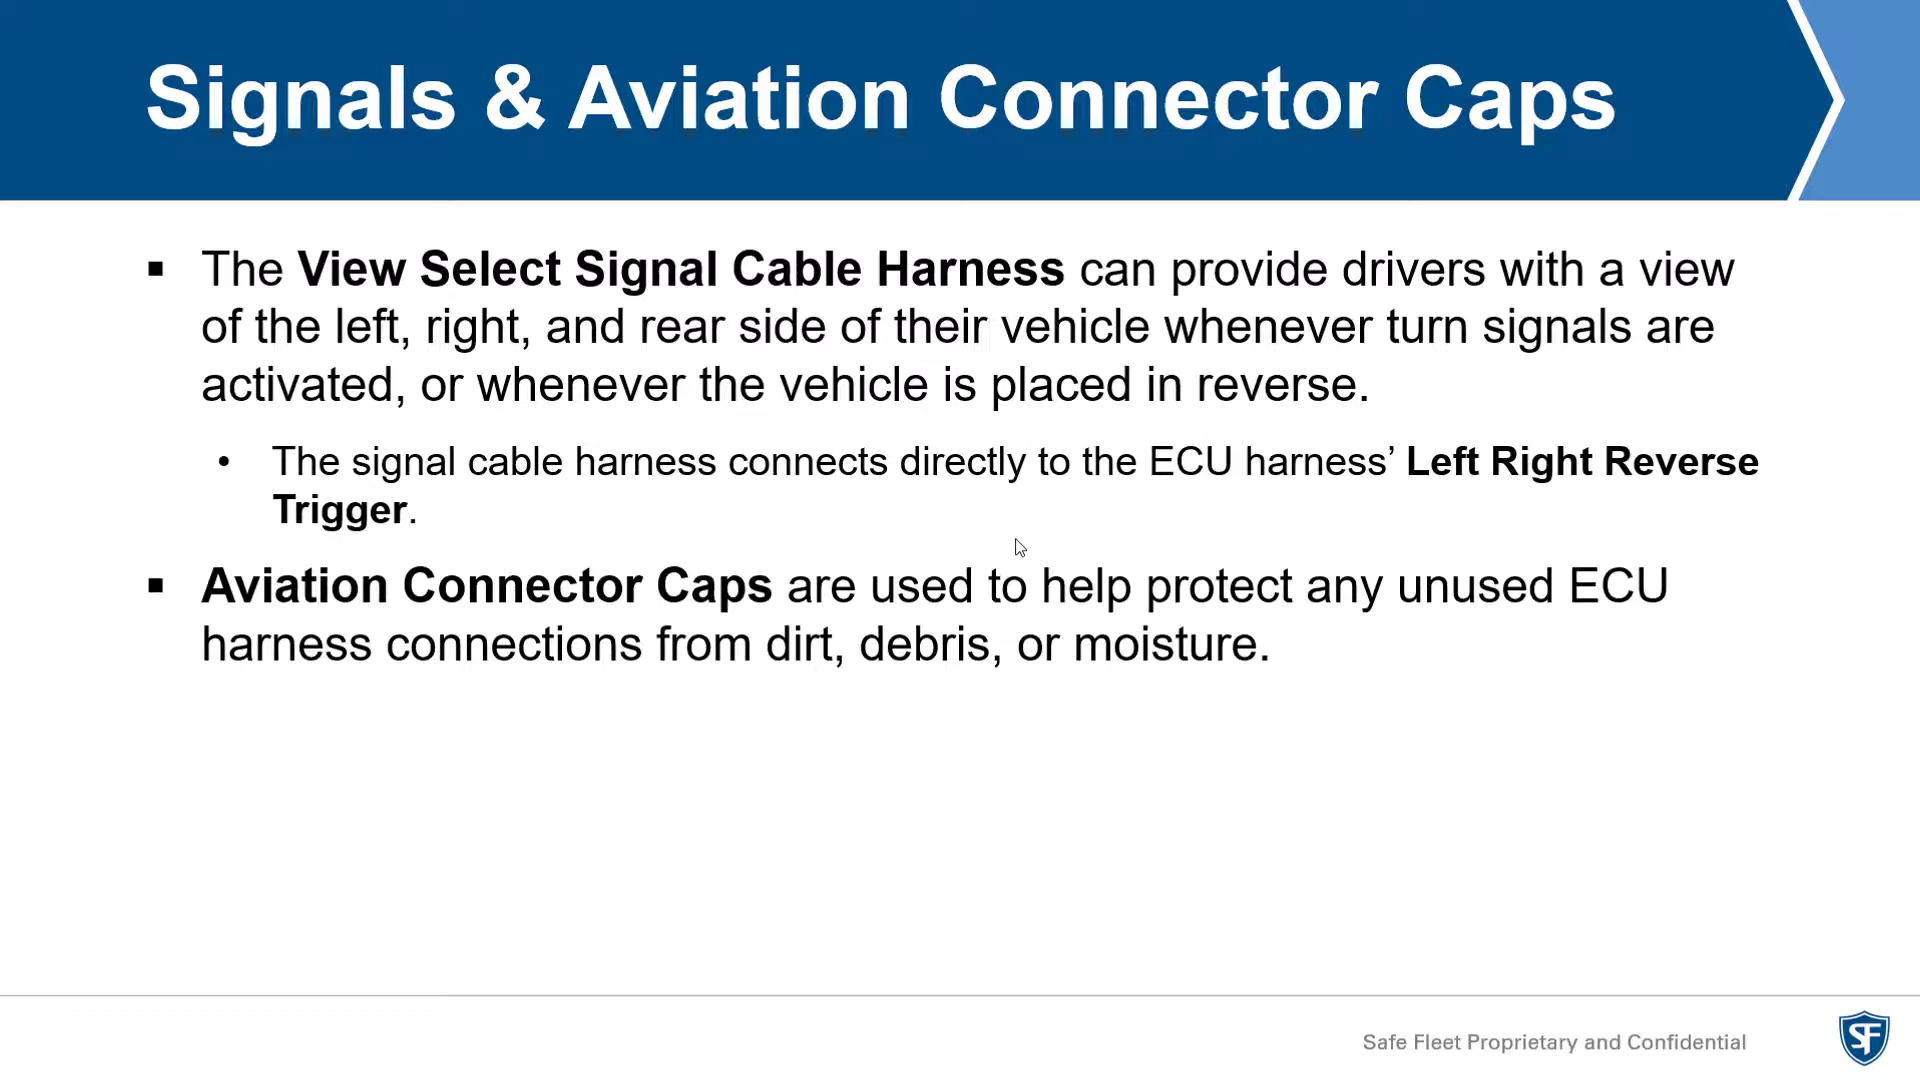 Signals & Aviation Connector Caps
▪ The View Select Signal Cable Harness can provide drivers with a view
of the left, right, and rear side of their vehicle whenever turn signals are
activated, or whenever the vehicle is placed in reverse.
• The signal cable harness connects directly to the ECU harness’ Left Right Reverse
Trigger.
▪ Aviation Connector Caps are used to help protect any unused ECU
harness connections from dirt, debris, or moisture.
Safe Fleet Proprietary and Confidential
SF